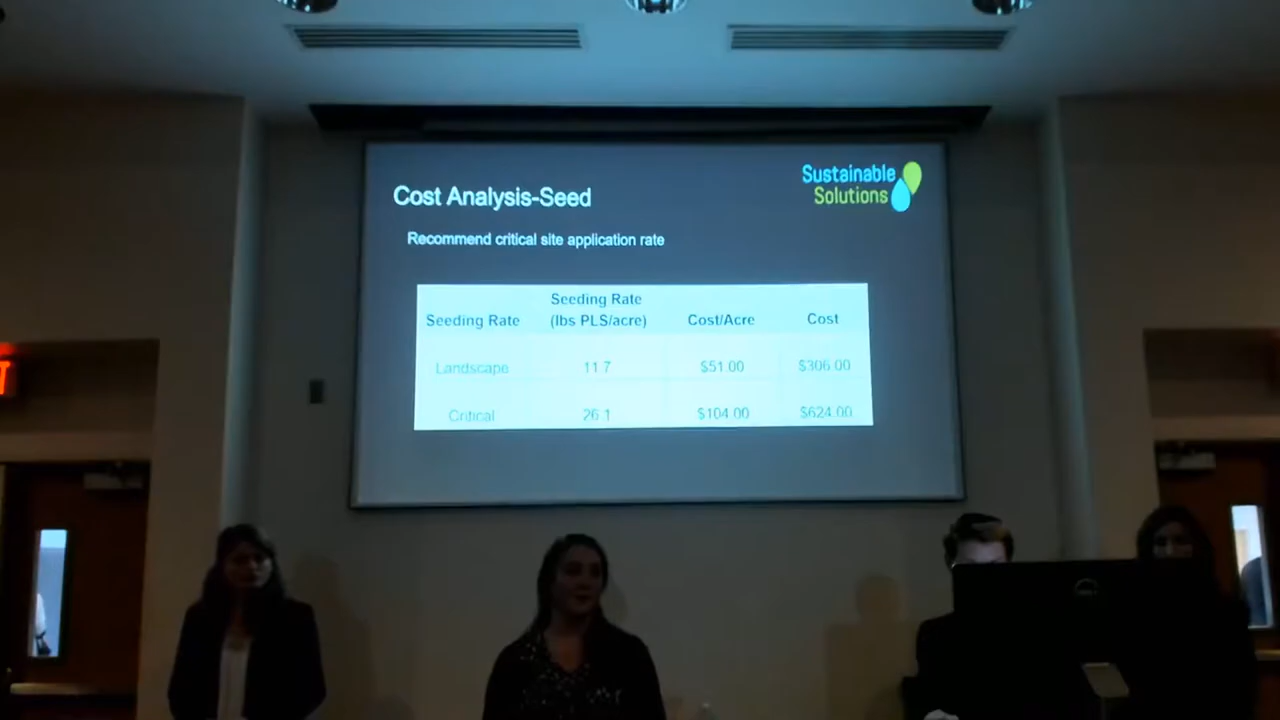 Sustainable
Solutions
Cost Analysis-Seed
Recommend critical site application rate
Seeding Rate
Seeding Rate (lbs PLS/acre)
Cost/Acre
Cost
Landscape 11.7 $51.00 $306.00
Critical 26.1 $104.00 $624.00
T